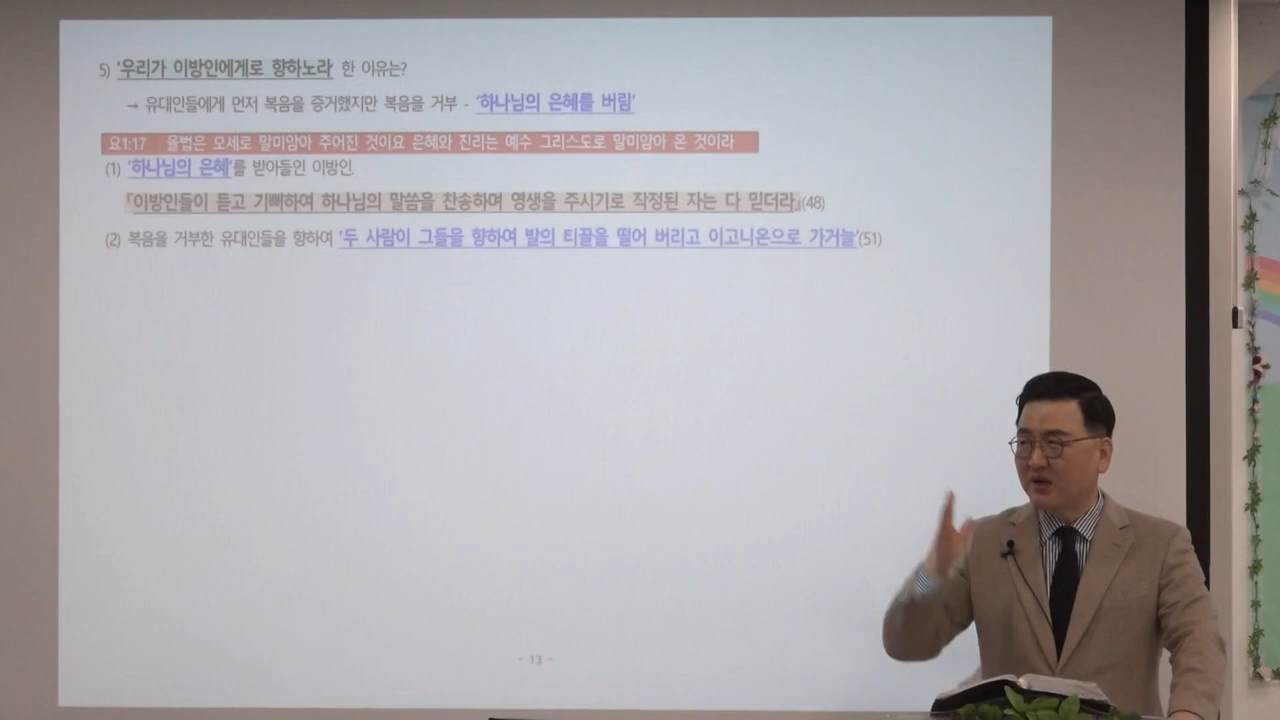 5) '우리가 이방인에게로 향하노라' 한 이유는?
→ 유대인들에게 먼저 복음을 증거했지만 복음을 거부 - '하나님의 은혜를 버림'
요1:17 율법은 모세로 말미암아 주어진 것이요 은혜와 진리는 예수 그리스도로 말미암아 온 것이라
(1) '하나님의 은혜'를 받아들인 이방인.
『이방인들이 듣고 기뻐하여 하나님의 말씀을 찬송하며 영생을 주시기로 작정된 자는 다 믿더라』(48)
(2) 복음을 거부한 유대인들을 향하여 '두 사람이 그들을 향하여 발의 티끌을 떨어 버리고 이고니온으로 가거늘'(51)
- 13 -